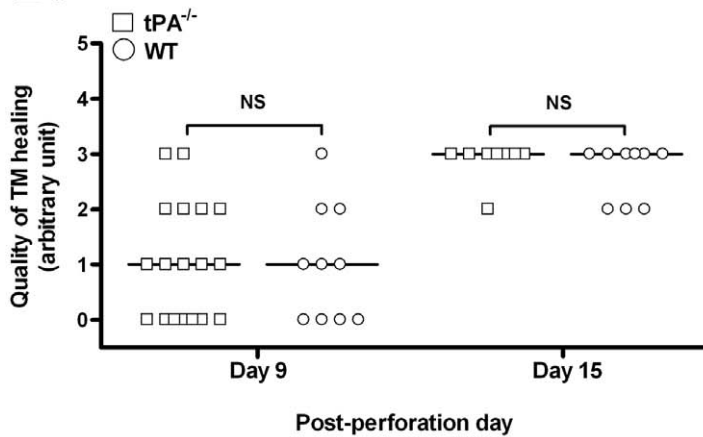 tPA-/-
WT
Quality of TM healing
(arbitrary unit)
5
4
3
2
1
0
NS
NS
Day 9
Day 15
Post-perforation day